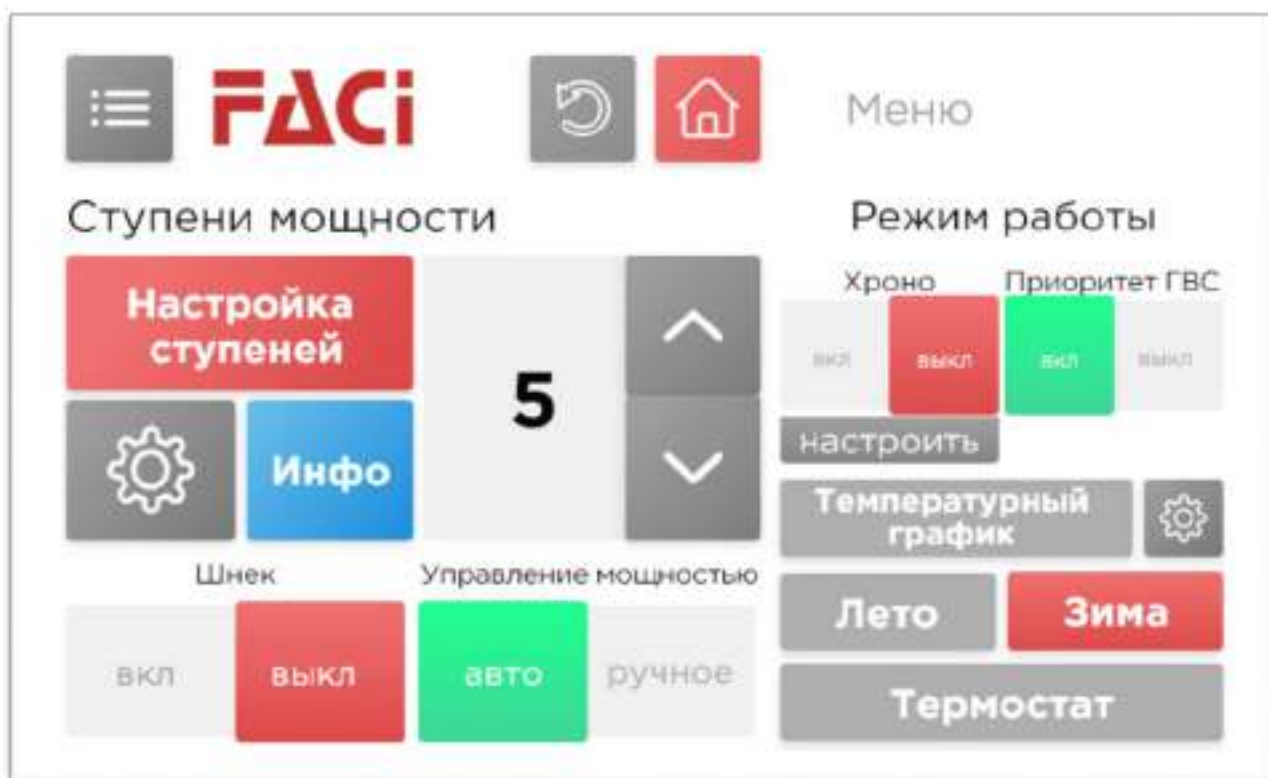 FACi
Меню
Ступени мощности
Настройка
ступеней
5
Инфо
Шнек
Управление мощностью
вкл
выкл
авто
ручное
Режим работы
Хроно
Приоритет ГВС
вкл
выкл
вкл
выкл
настроить
Температурный
график
Лето
Зима
Термостат